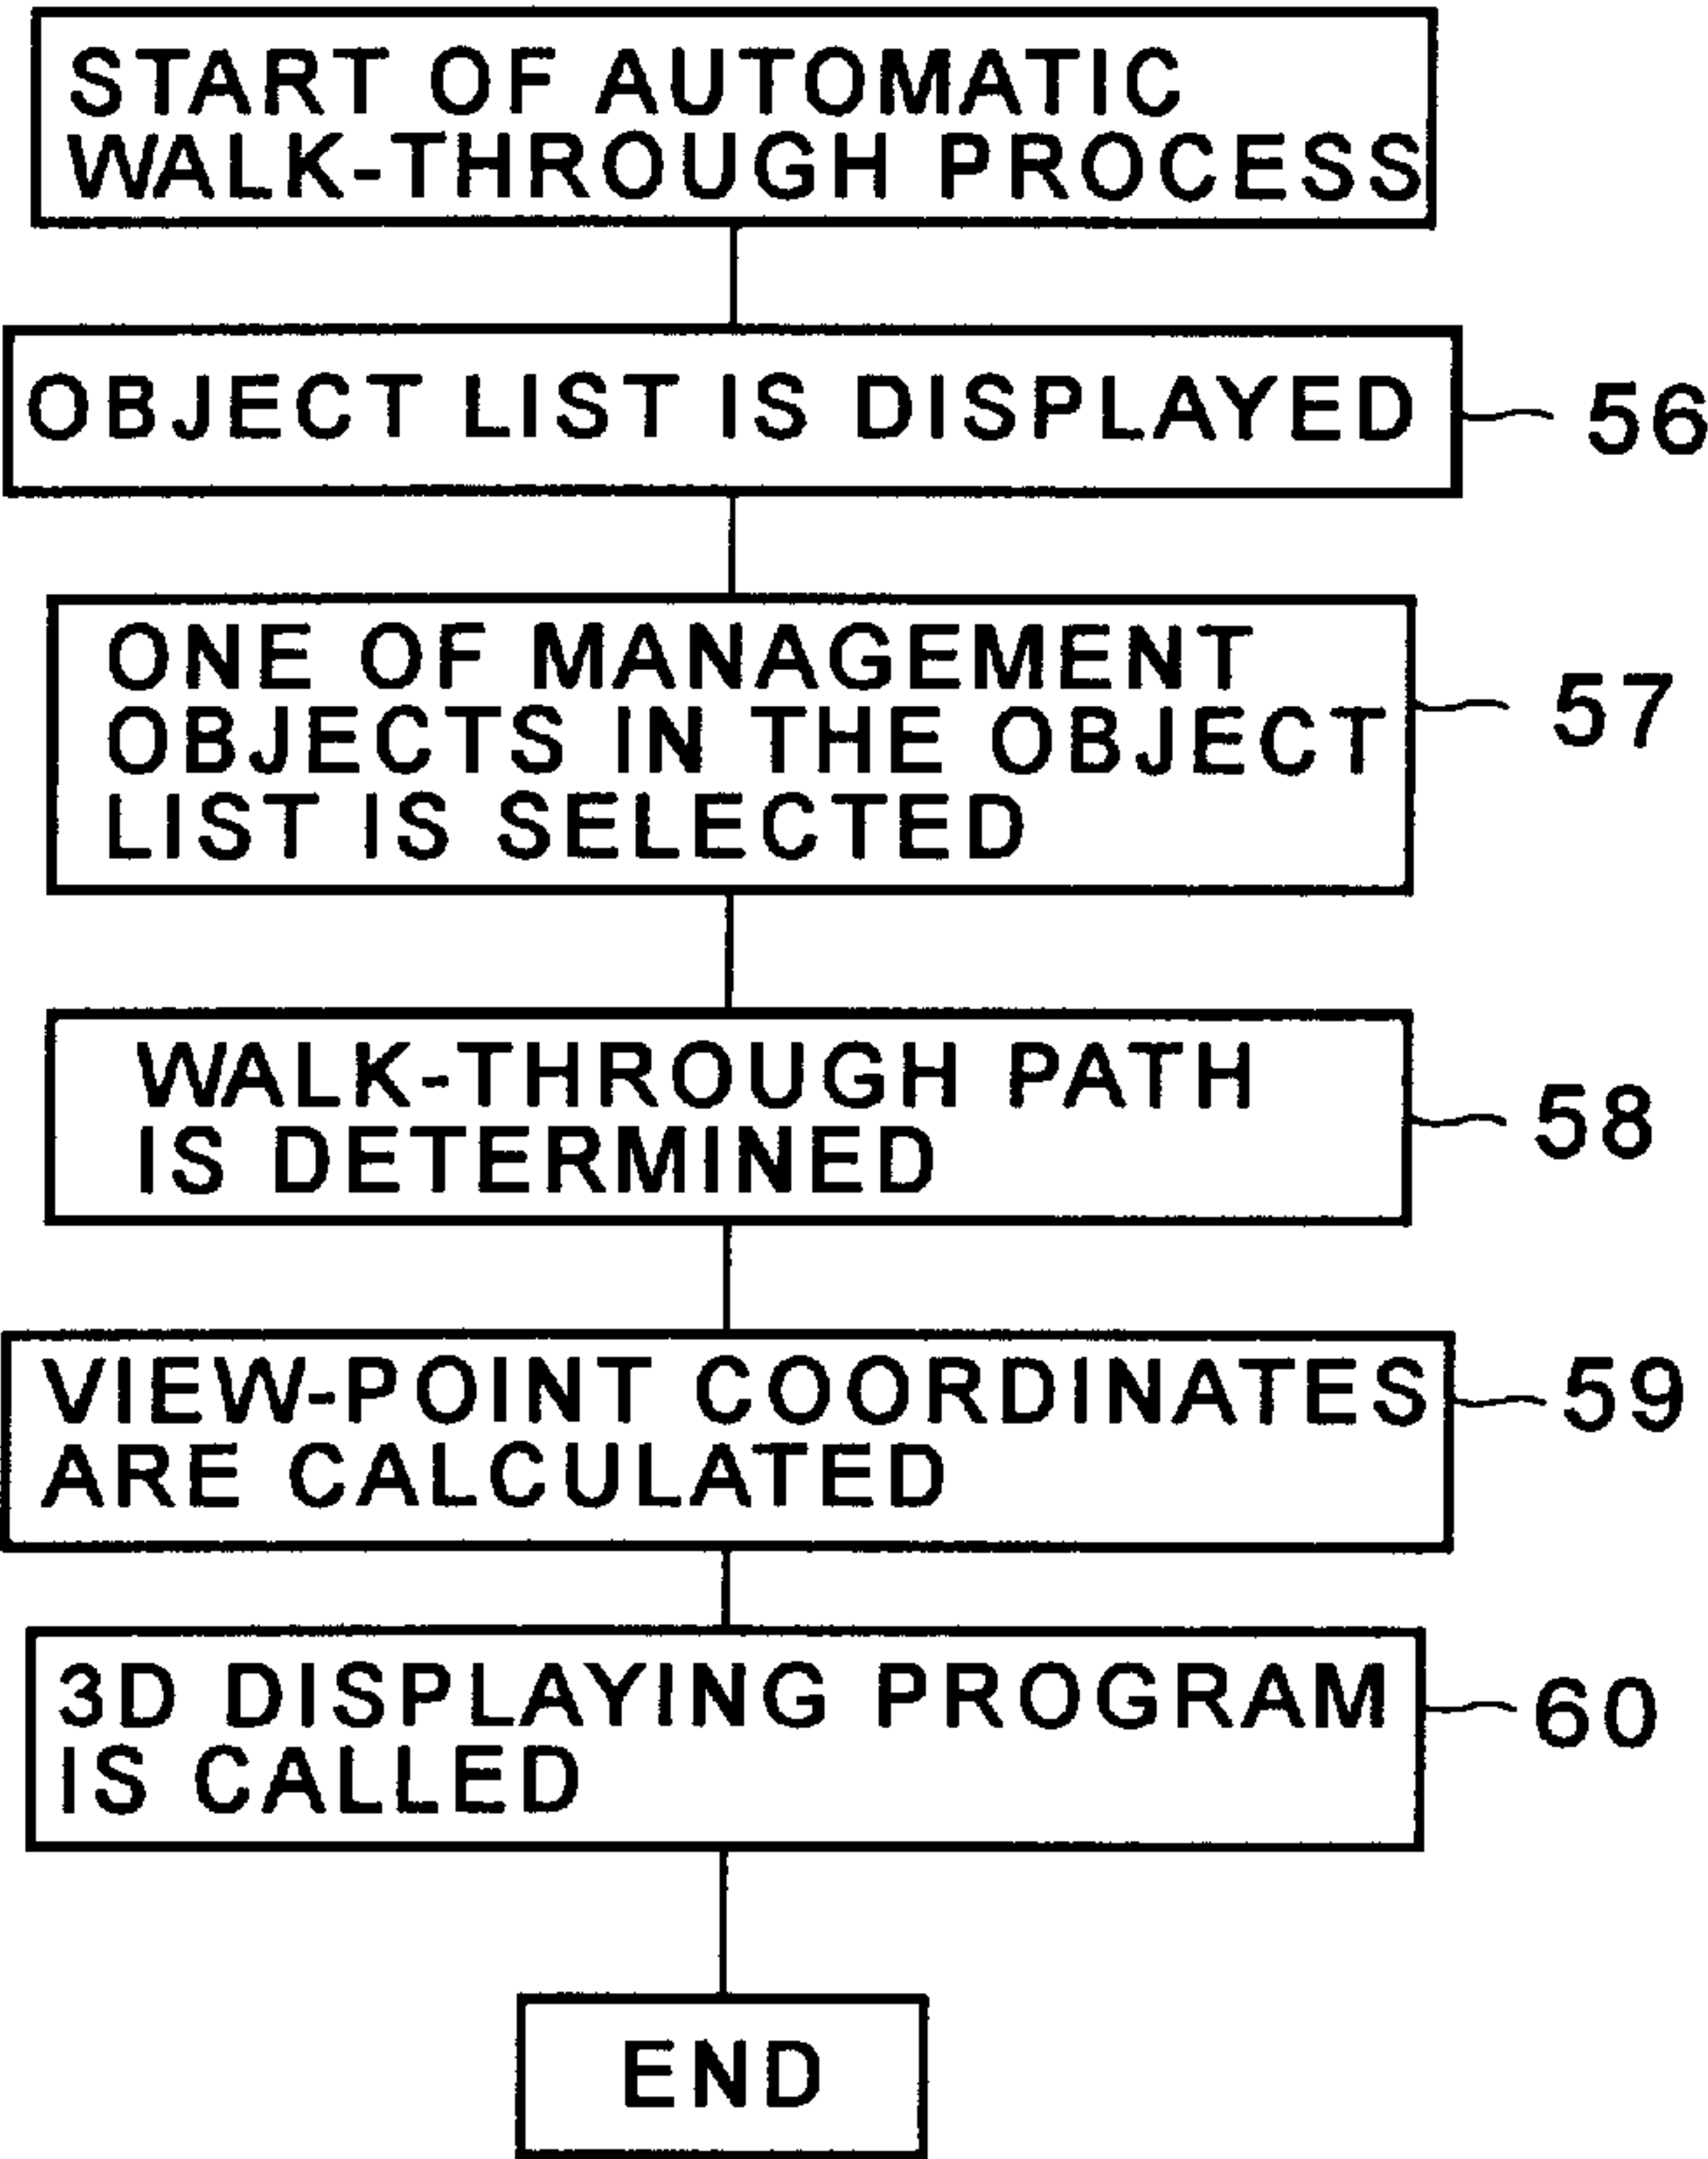 START OF AUTOMATIC
WALK-THROUGH PROCESS
OBJECT LIST IS DISPLAYED
56
ONE OF MANAGEMENT
OBJECTS IN THE OBJECT
LIST IS SELECTED
57
WALK-THROUGH PATH
IS DETERMINED
58
VIEW-POINT COORDINATES
ARE CALCULATED
59
3D DISPLAYING PROGRAM
IS CALLED
60
END